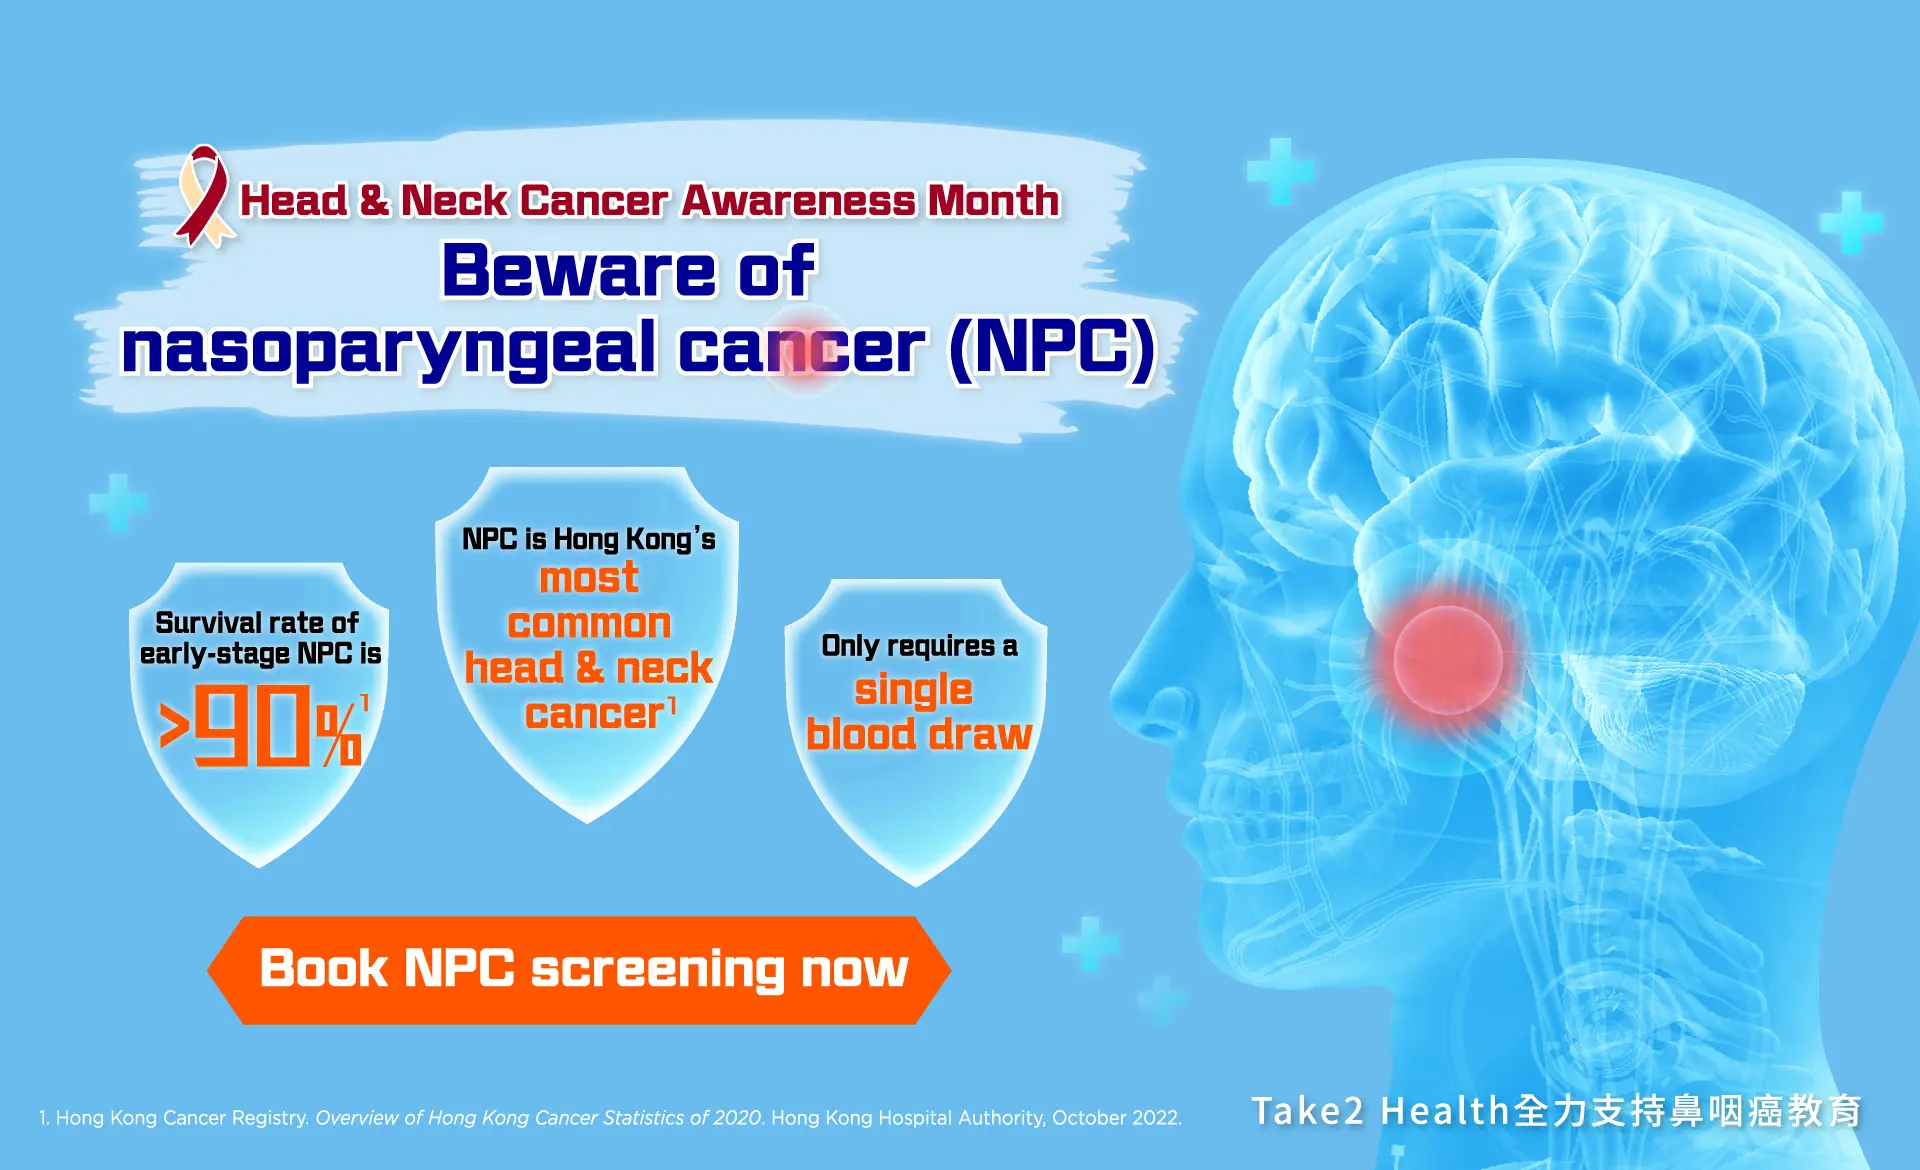 Head & Neck Cancer Awareness Month
Beware of
nasoparyngeal cancer (NPC)
Survival rate of
early-stage NPC is
>90%¹
NPC is Hong Kong's
most
common
head & neck
cancer¹
Only requires a
single
blood draw
Book NPC screening now
1. Hong Kong Cancer Registry. Overview of Hong Kong Cancer Statistics of 2020. Hong Kong Hospital Authority, October 2022.
Take2 Health全力支持鼻咽癌教育